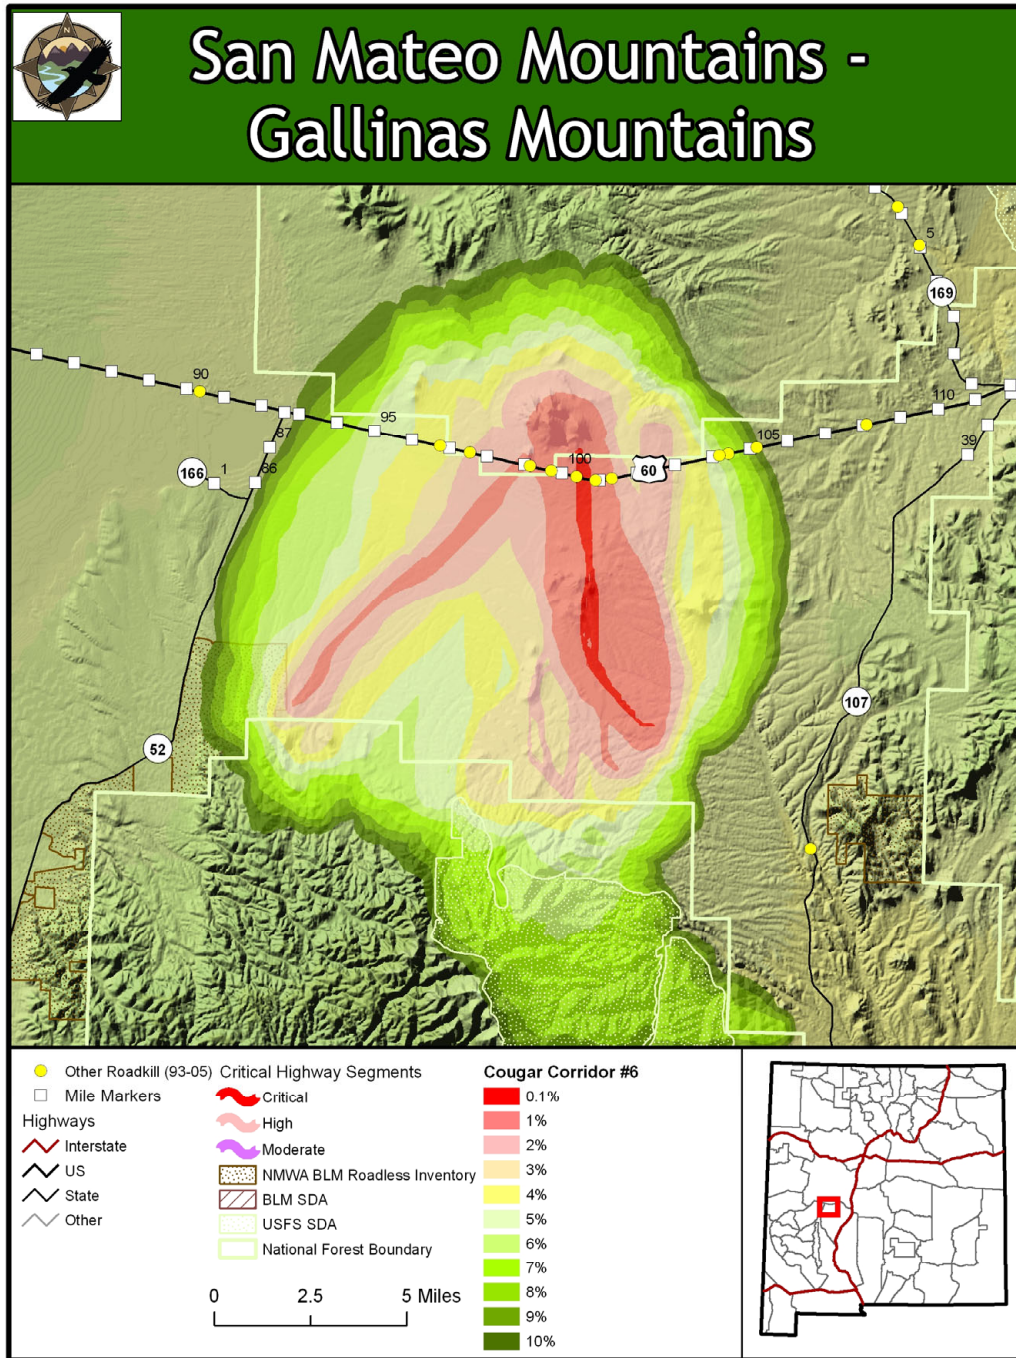 San Mateo Mountains -
Gallinas Mountains
N
5
169
90
110
95
105
87
39
100
60
166
1
86
107
52
Other Roadkill (93-05)
Mile Markers
Highways
Interstate
US
State
Other
Critical Highway Segments
Critical
High
Moderate
NMWA BLM Roadless Inventory
BLM SDA
USFS SDA
National Forest Boundary
0 2.5 5 Miles
Cougar Corridor #6
0.1%
1%
2%
3%
4%
5%
6%
7%
8%
9%
10%